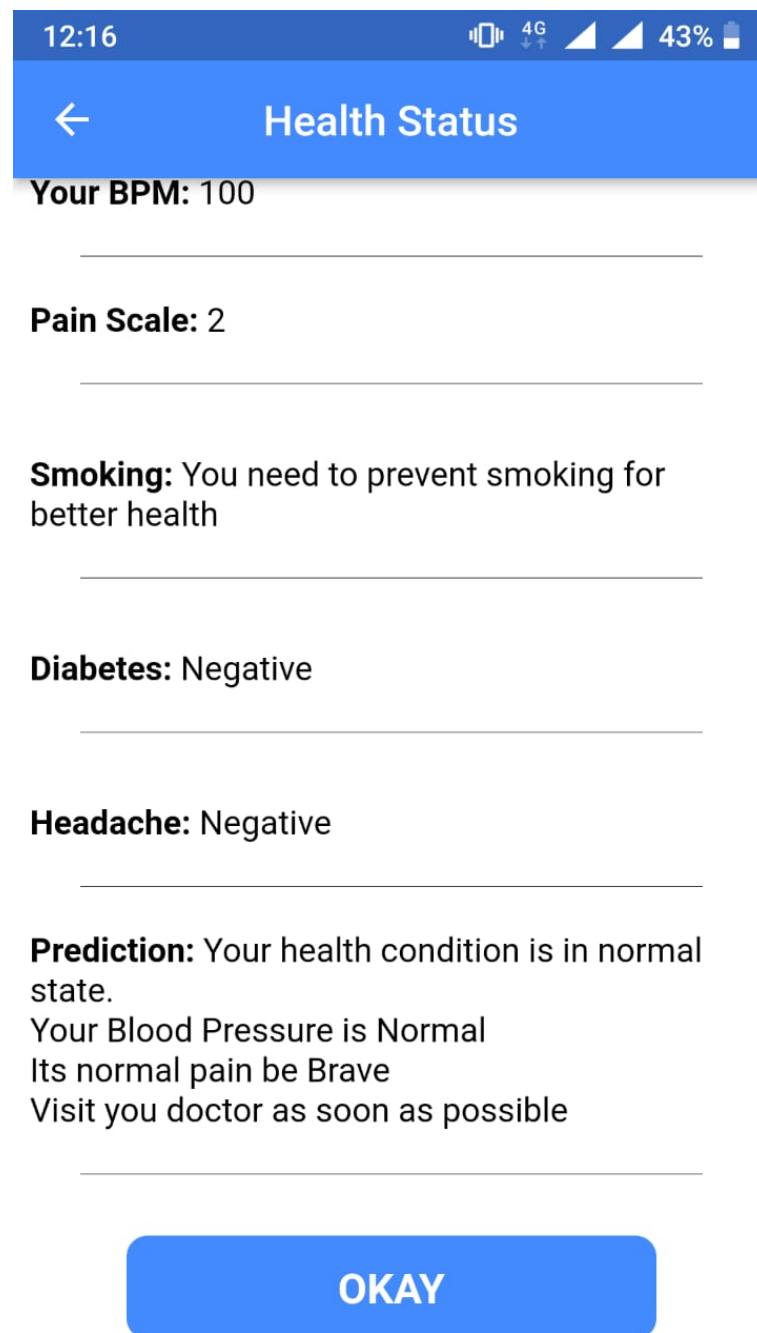 12:16 4G 43%
Health Status
Your BPM: 100
Pain Scale: 2
Smoking: You need to prevent smoking for
better health
Diabetes: Negative
Headache: Negative
Prediction: Your health condition is in normal
state.
Your Blood Pressure is Normal
Its normal pain be Brave
Visit you doctor as soon as possible
OKAY